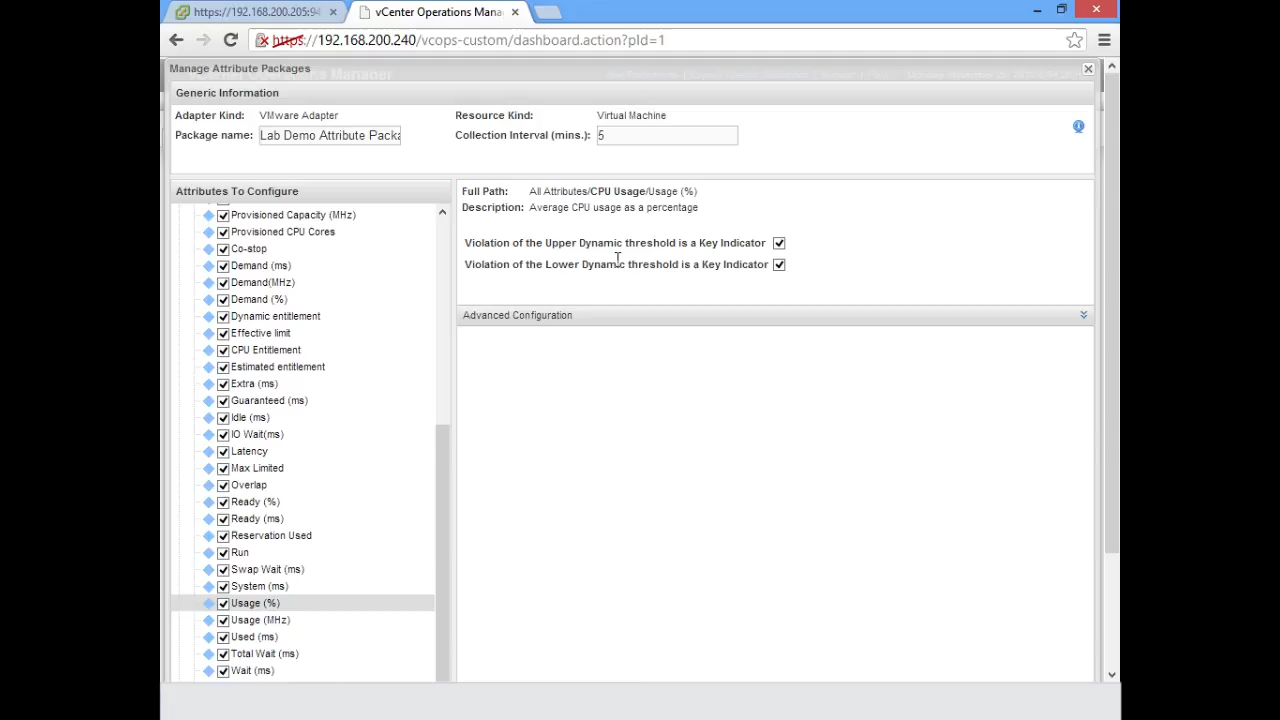 https://192.168.200.205:94
vCenter Operations Mana
https://192.168.200.240/vcops-custom/dashboard.action?pId=1
Manage Attribute Packages
Generic Information
Adapter Kind: VMware Adapter Resource Kind: Virtual Machine
Package name: Lab Demo Attribute Packa Collection Interval (mins.): 5
Attributes To Configure
Provisioned Capacity (MHz)
Provisioned CPU Cores
Co-stop
Demand (ms)
Demand(MHz)
Demand (%)
Dynamic entitlement
Effective limit
CPU Entitlement
Estimated entitlement
Extra (ms)
Guaranteed (ms)
Idle (ms)
IO Wait(ms)
Latency
Max Limited
Overlap
Ready (%)
Ready (ms)
Reservation Used
Run
Swap Wait (ms)
System (ms)
Usage (%)
Usage (MHz)
Used (ms)
Total Wait (ms)
Wait (ms)
Full Path: All Attributes/CPU Usage/Usage (%)
Description: Average CPU usage as a percentage
Violation of the Upper Dynamic threshold is a Key Indicator
Violation of the Lower Dynamic threshold is a Key Indicator
Advanced Configuration